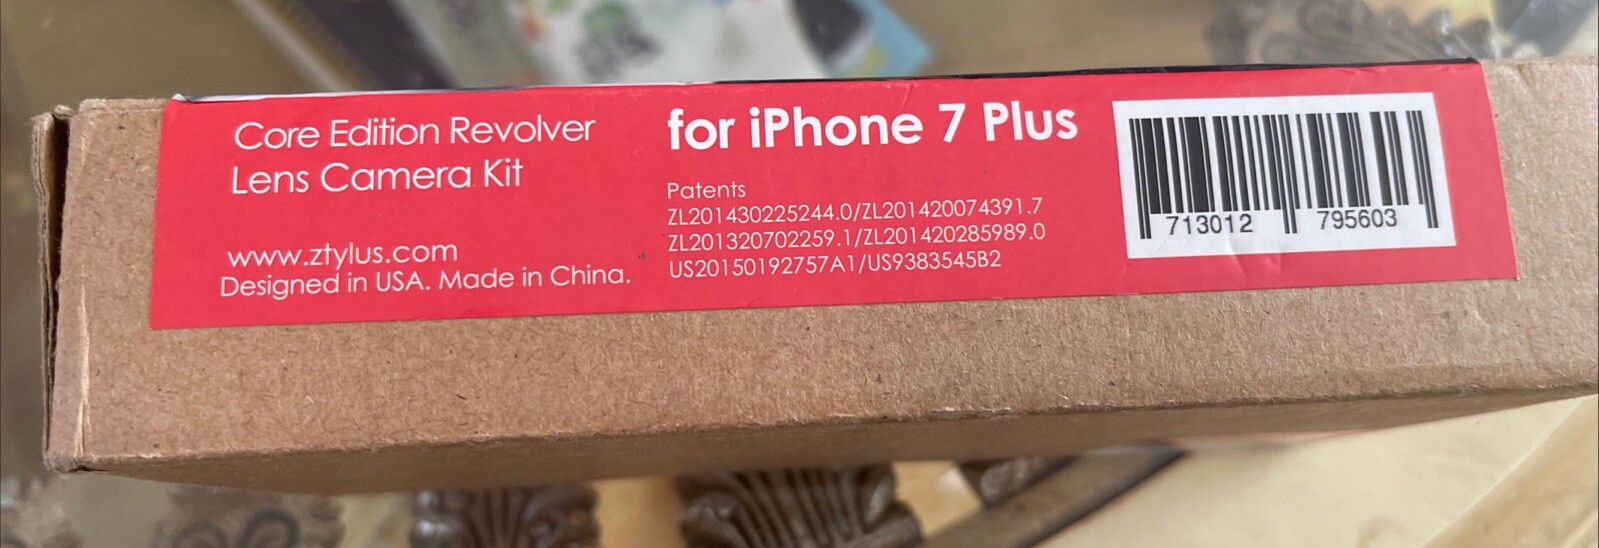 Core Edition Revolver
Lens Camera Kit
www.ztylus.com
Designed in USA. Made in China.
for iPhone 7 Plus
Patents
ZL201430225244.0/ZL201420074391.7
ZL201320702259.1/ZL201420285989.0
US20150192757A1/US9383545B2
713012 795603